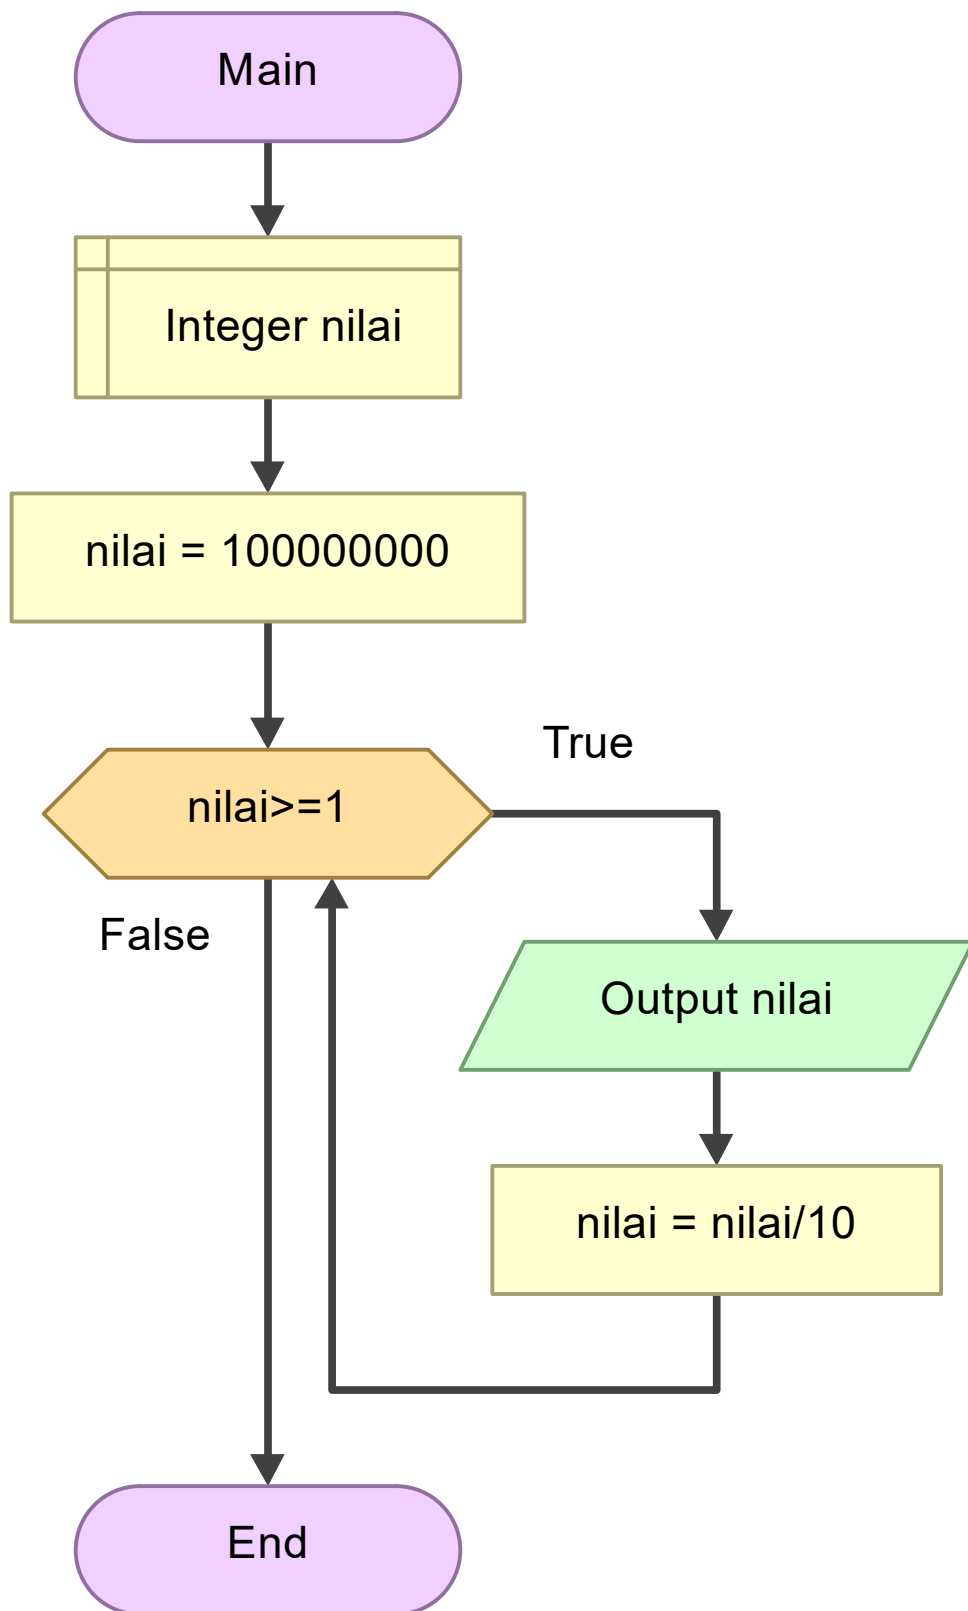 Main
Integer nilai
nilai = 100000000
nilai>=1
True
False
Output nilai
nilai = nilai/10
End